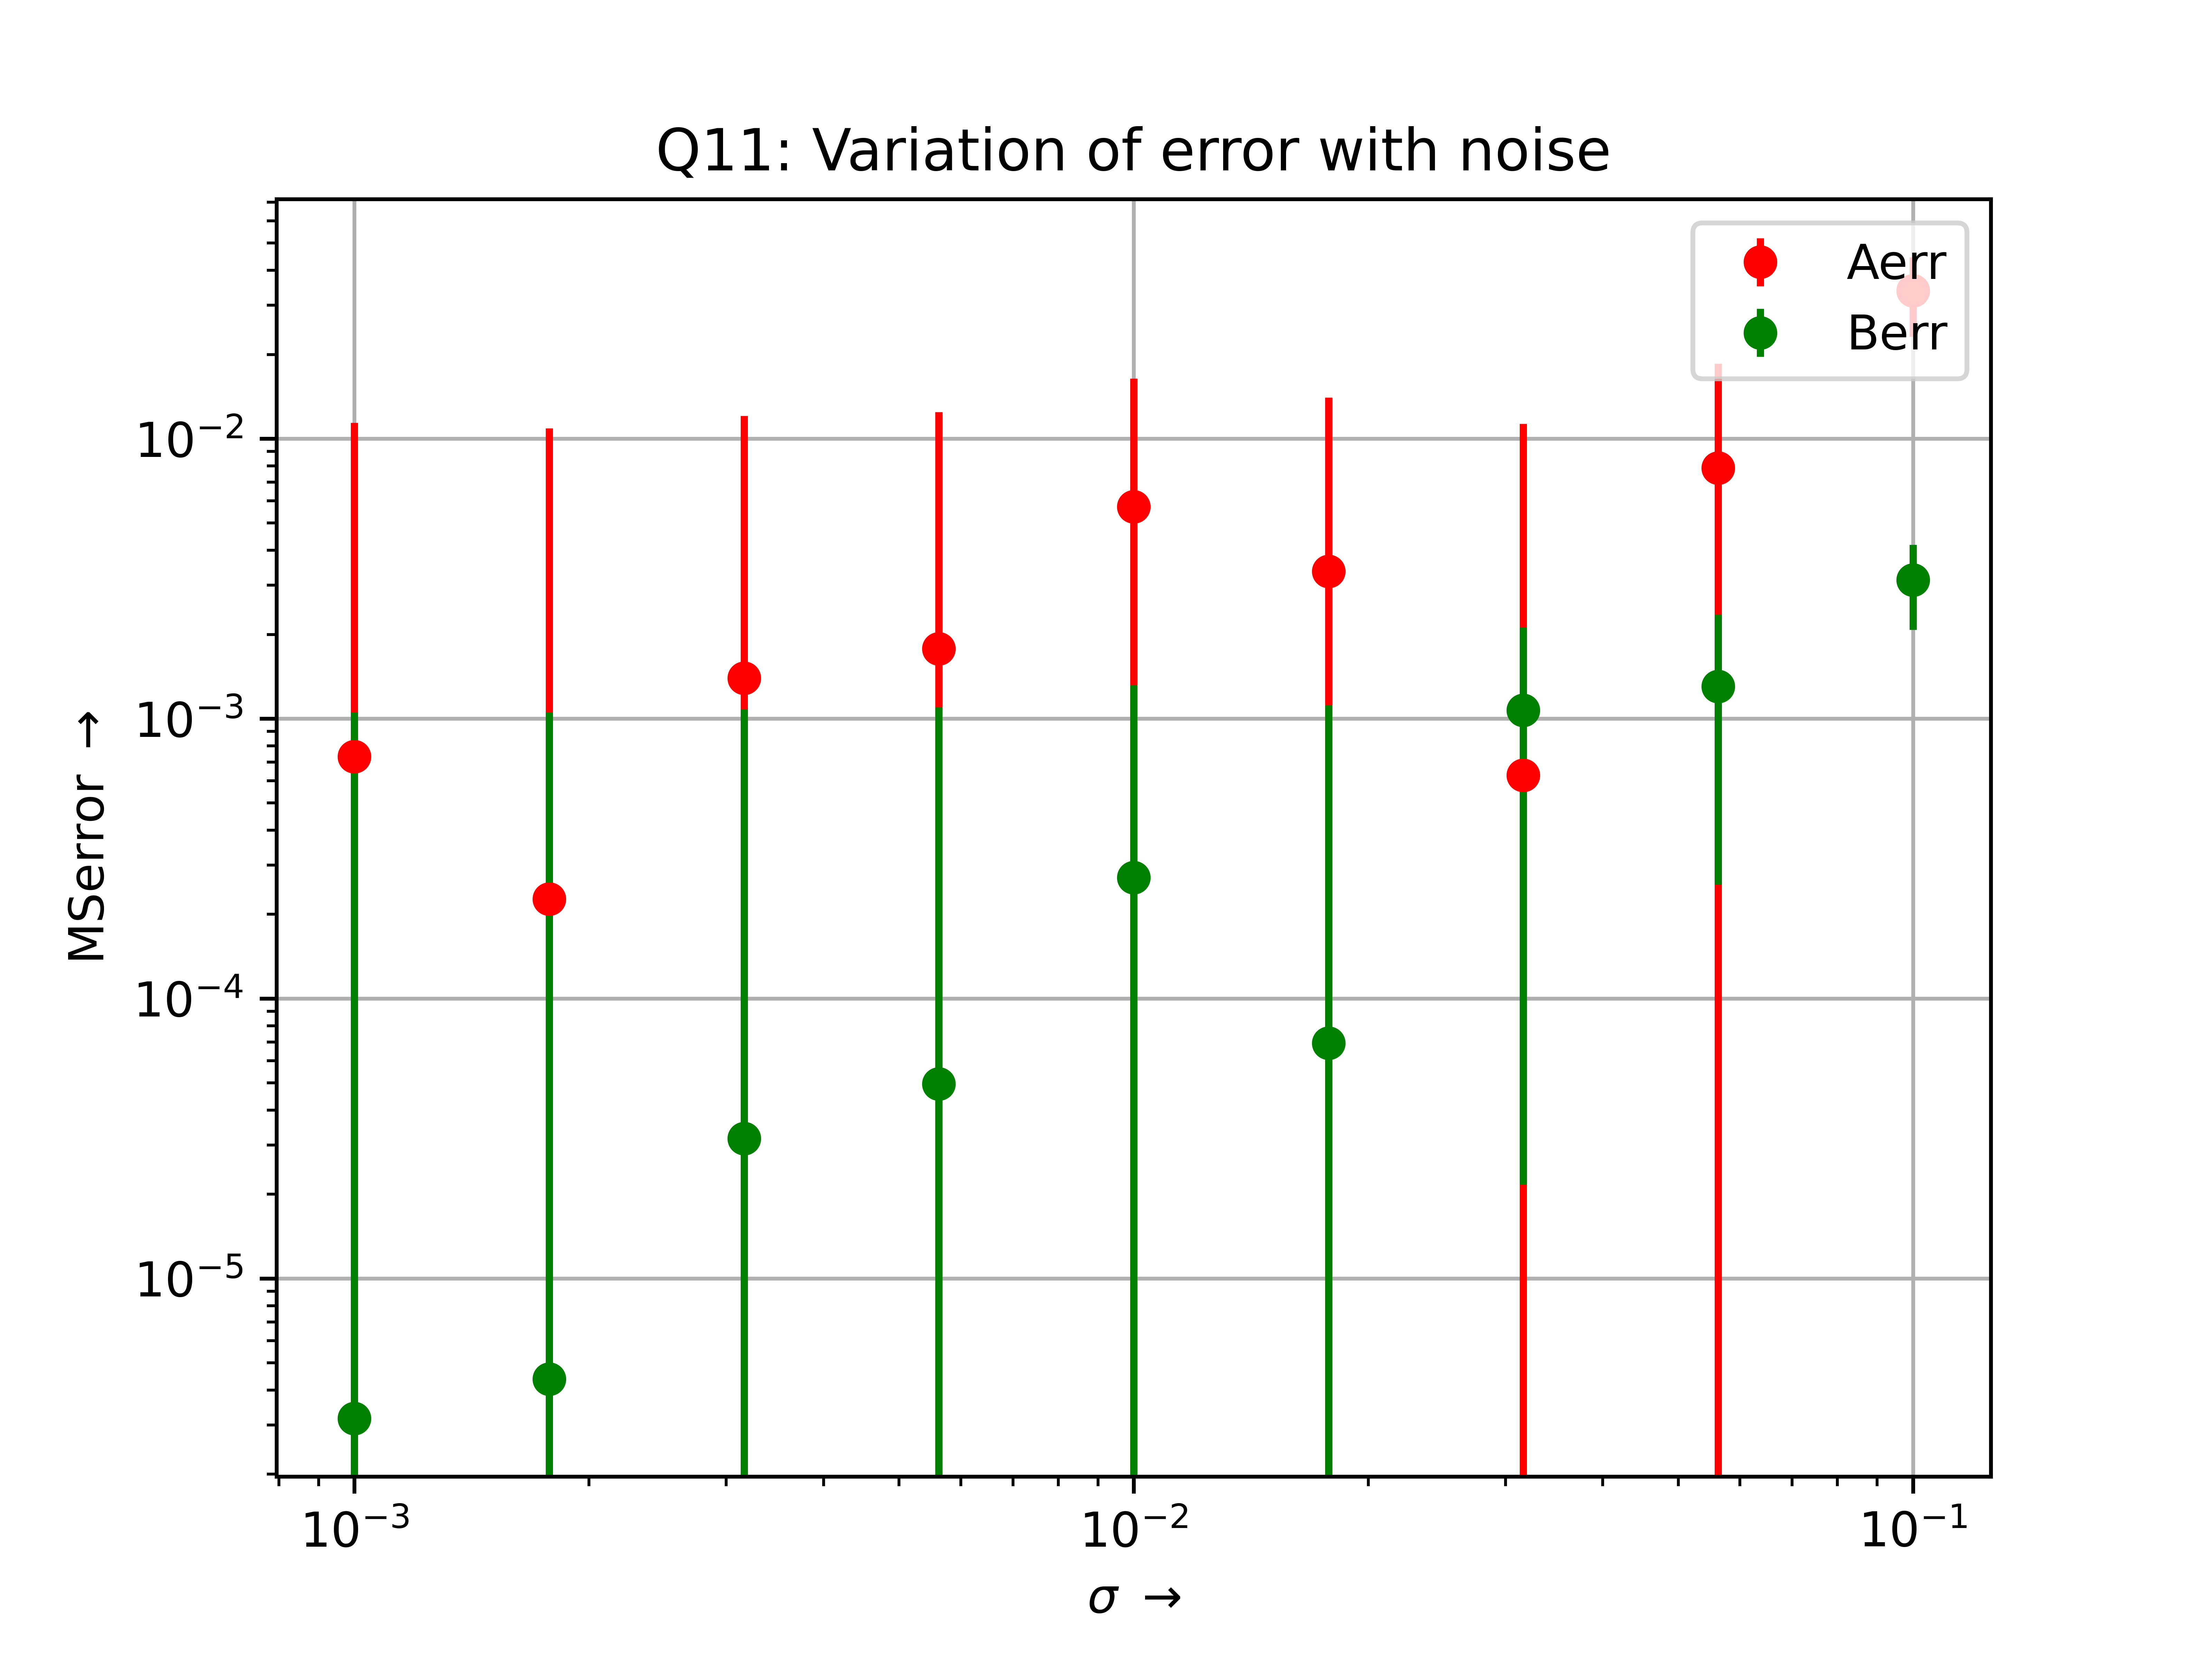 Q11: Variation of error with noise
Aerr
Berr
MSerror →
10⁻²
10⁻³
10⁻⁴
10⁻⁵
10⁻³
10⁻²
10⁻¹
σ →